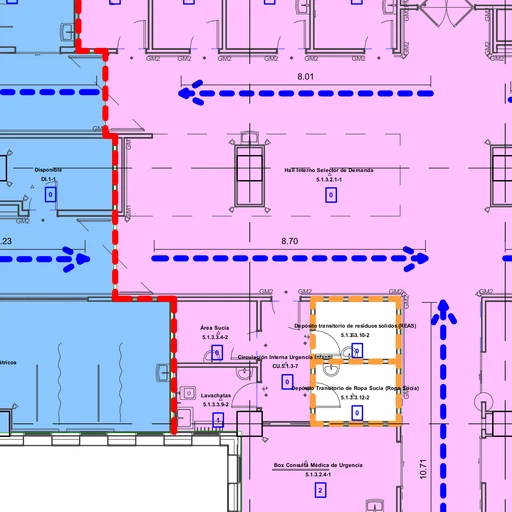 GM2 GM2 GM2 GM2
8.01
GM
Disponible
DI.1-1
0
Hall Interno Selector de Demanda
5.1.3.2.1-1
0
GM1
GM2
.23
8.70
GM2 GM2 GM2
Área Sucia
5.1.3.3.4-2
0
Depósito transitorio de residuos solidos (REAS)
5.1.3.3.10-2
0
étricos
Circulación Interna Urgencia Infantil
CU.5.1.3-7
0
Lavachatas
5.1.3.3.9-2
0
Depósito Transitorio de Ropa Sucia (Ropa Sucia)
5.1.3.3.12-2
0
Box Consulta Médica de Urgencia
5.1.3.2.4-1
2
10.71